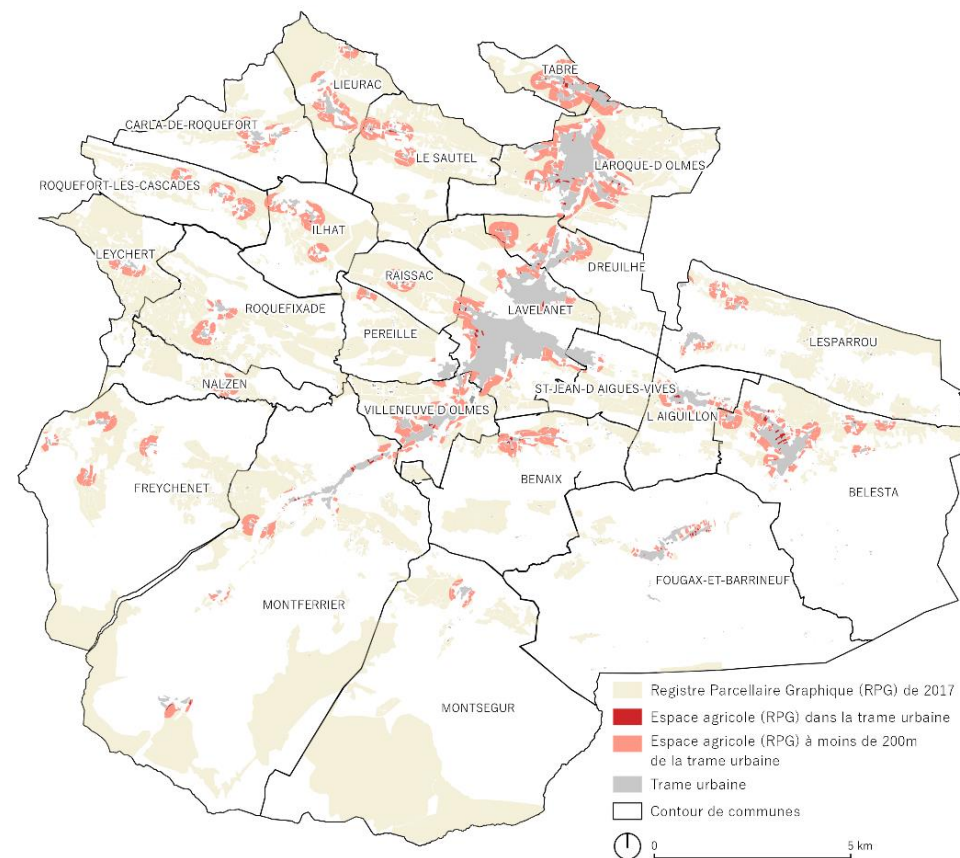 TABRE
LIEURAC
CARLA-DE-ROQUEFORT
LE SAUTEL
LAROQUE-D OLMES
ROQUEFORT-LES-CASCADES
ILHAT
LEYCHERT
DREUILHE
RAISSAC
ROQUEFIXADE
LAVELANET
PEREILLE
LESPARROU
NALZEN
ST-JEAN-D AIGUES-VIVES
VILLENEUVE-D OLMES
L AIGUILLON
BENAIX
FREYCHENET
BELESTA
FOUGAX-ET-BARRINEUF
MONTFERRIER
MONTSEGUR
Registre Parcellaire Graphique (RPG) de 2017
Espace agricole (RPG) dans la trame urbaine
Espace agricole (RPG) à moins de 200m
de la trame urbaine
Trame urbaine
Contour de communes
0 5 km